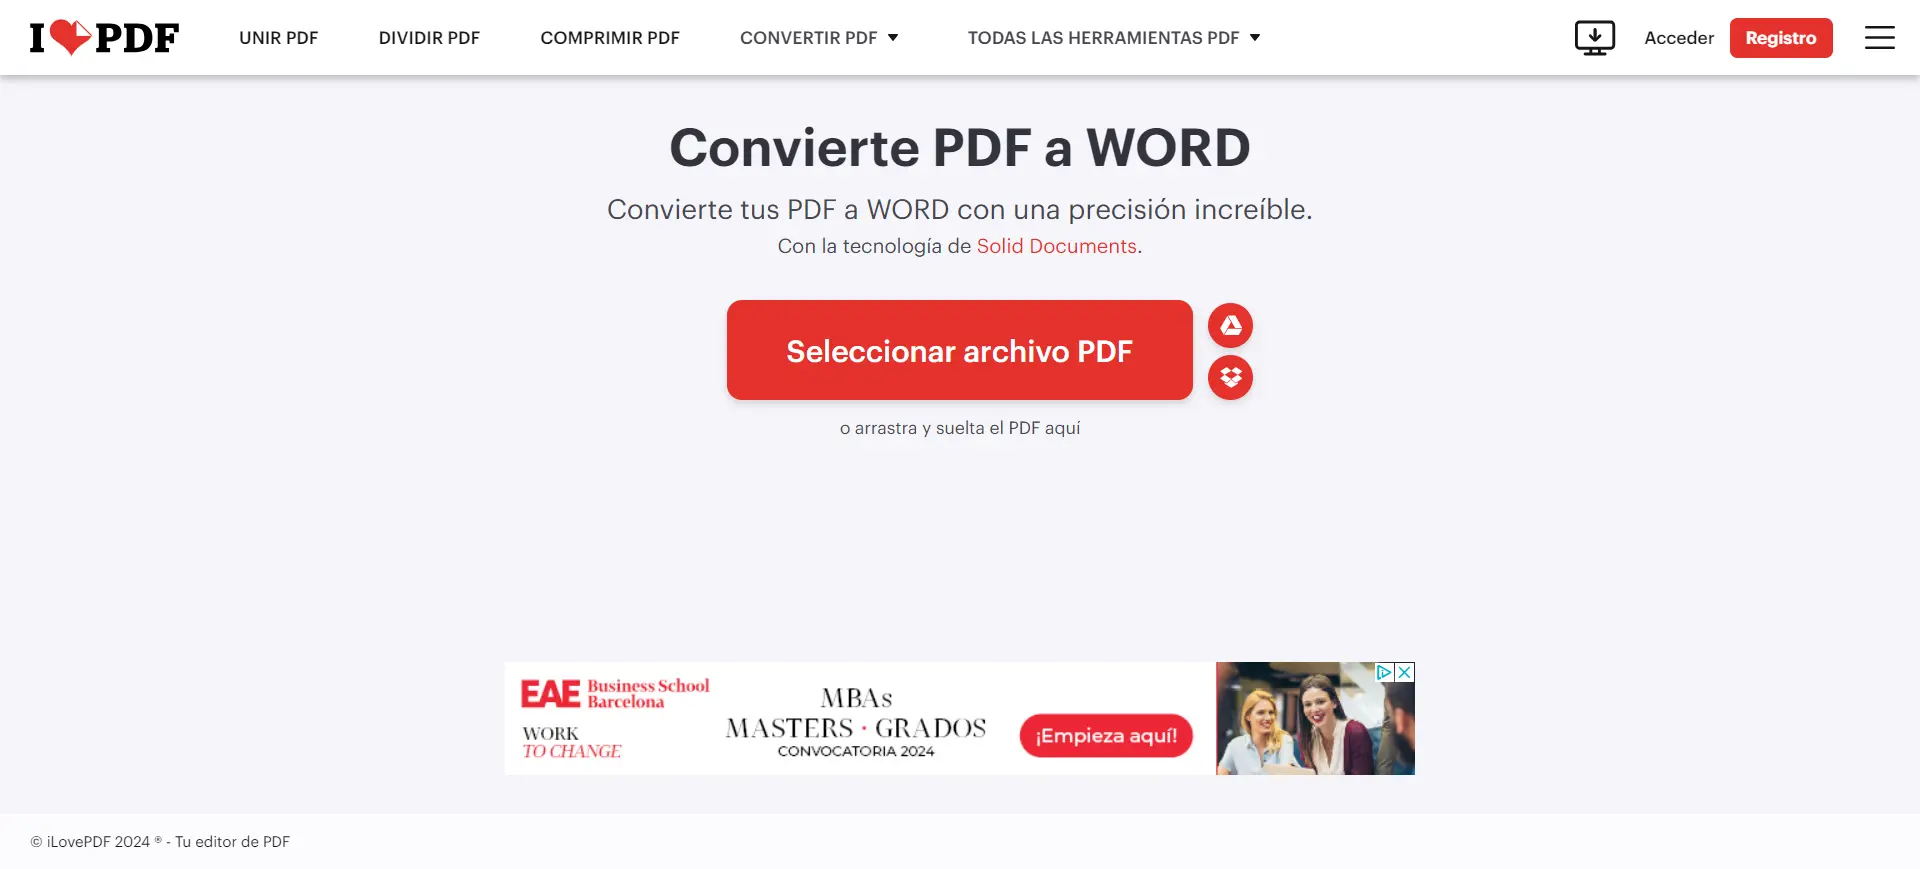 I PDF
UNIR PDF
DIVIDIR PDF
COMPRIMIR PDF
CONVERTIR PDF
TODAS LAS HERRAMIENTAS PDF
Acceder
Registro
Convierte PDF a WORD
Convierte tus PDF a WORD con una precisión increíble.
Con la tecnología de Solid Documents.
Seleccionar archivo PDF
o arrastra y suelta el PDF aquí
EAE Business School
Barcelona
WORK
TO CHANGE
MBAs
MASTERS · GRADOS
CONVOCATORIA 2024
¡Empieza aquí!
© iLovePDF 2024 ® - Tu editor de PDF